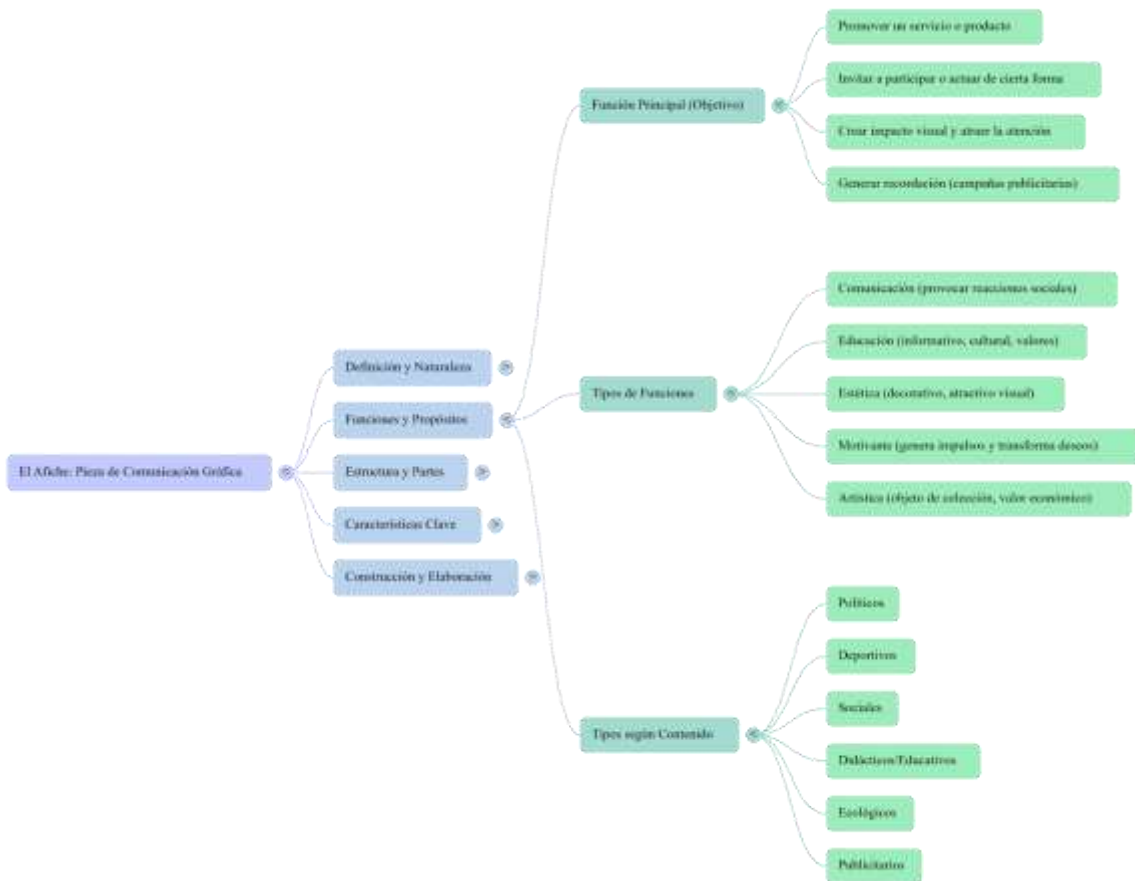 El Afiche: Pieza de Comunicación Gráfica
Definición y Naturaleza
Funciones y Propósitos
Estructura y Partes
Características Clave
Construcción y Elaboración
Función Principal (Objetivo)
Promover un servicio o producto
Invitar a participar o actuar de cierta forma
Crear impacto visual y atraer la atención
Generar recordación (campañas publicitarias)
Tipos de Funciones
Comunicación (provocar reacciones sociales)
Educación (informativo, cultural, valores)
Estética (decorativo, atractivo visual)
Motivante (genera impulsos y transforma deseos)
Artística (objeto de colección, valor económico)
Tipos según Contenido
Políticos
Deportivos
Sociales
Didácticos/Educativos
Ecológicos
Publicitarios